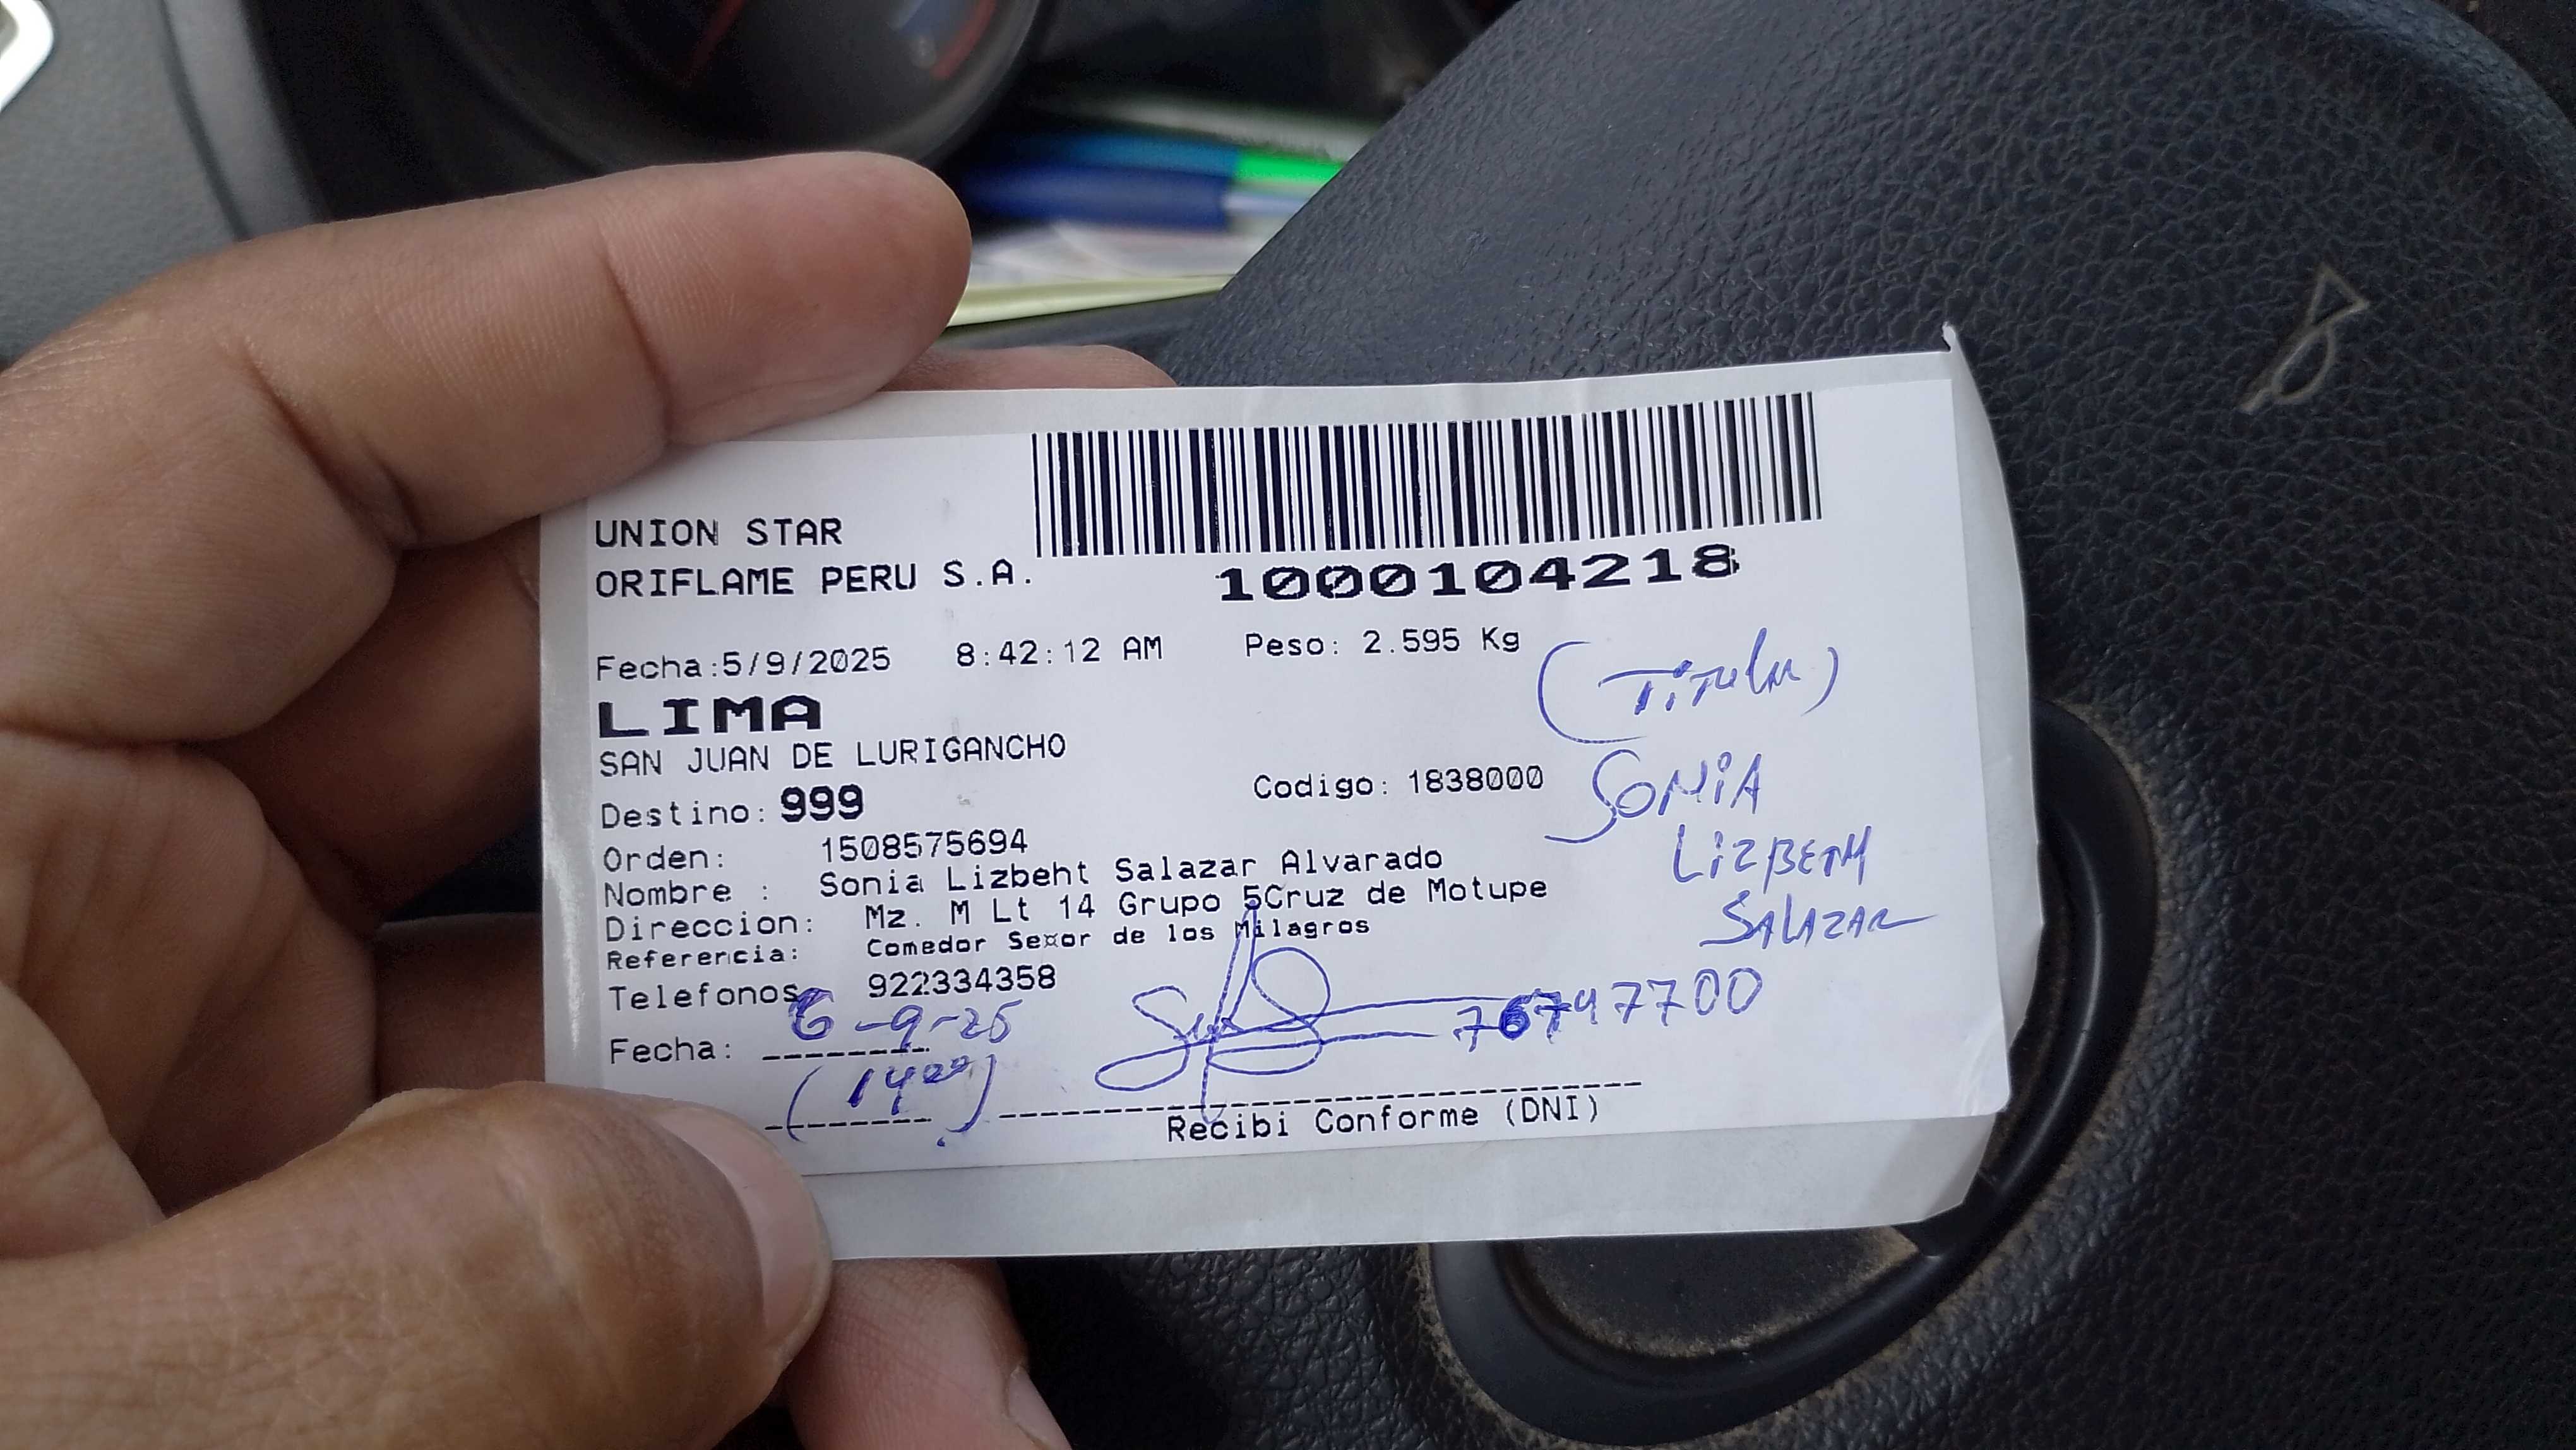 UNION STAR
ORIFLAME PERU S.A.
1000104218
Fecha:5/9/2025 8:42:12 AM Peso: 2.595 Kg
(Titular)
LIMA
SAN JUAN DE LURIGANCHO
Destino: 999 Codigo: 1838000
SONIA
LIZBETH
SALAZAR
Orden: 1508575694
Nombre : Sonia Lizbeht Salazar Alvarado
Direccion: Mz. M Lt 14 Grupo 5Cruz de Motupe
Referencia: Comedor Se¤or de los Milagros
Telefonos 922334358
Fecha: 6-9-25
(14⁰⁰)
Recibi Conforme (DNI)